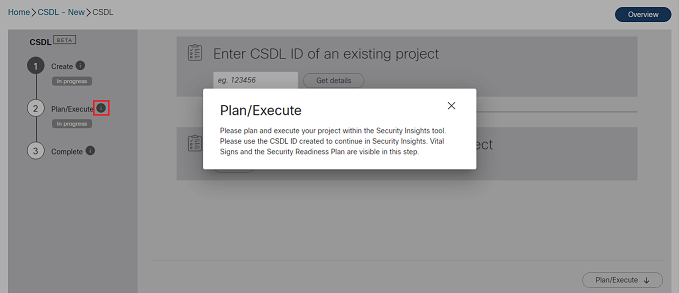 Home > CSDL - New > CSDL
Overview
CSDL BETA
1 Create i
In progress
2 Plan/Execute i
In progress
3 Complete i
Enter CSDL ID of an existing project
eg. 123456
Get details
Plan/Execute
Please plan and execute your project within the Security Insights tool.
Please use the CSDL ID created to continue in Security Insights. Vital
Signs and the Security Readiness Plan are visible in this step.
Plan/Execute ↓